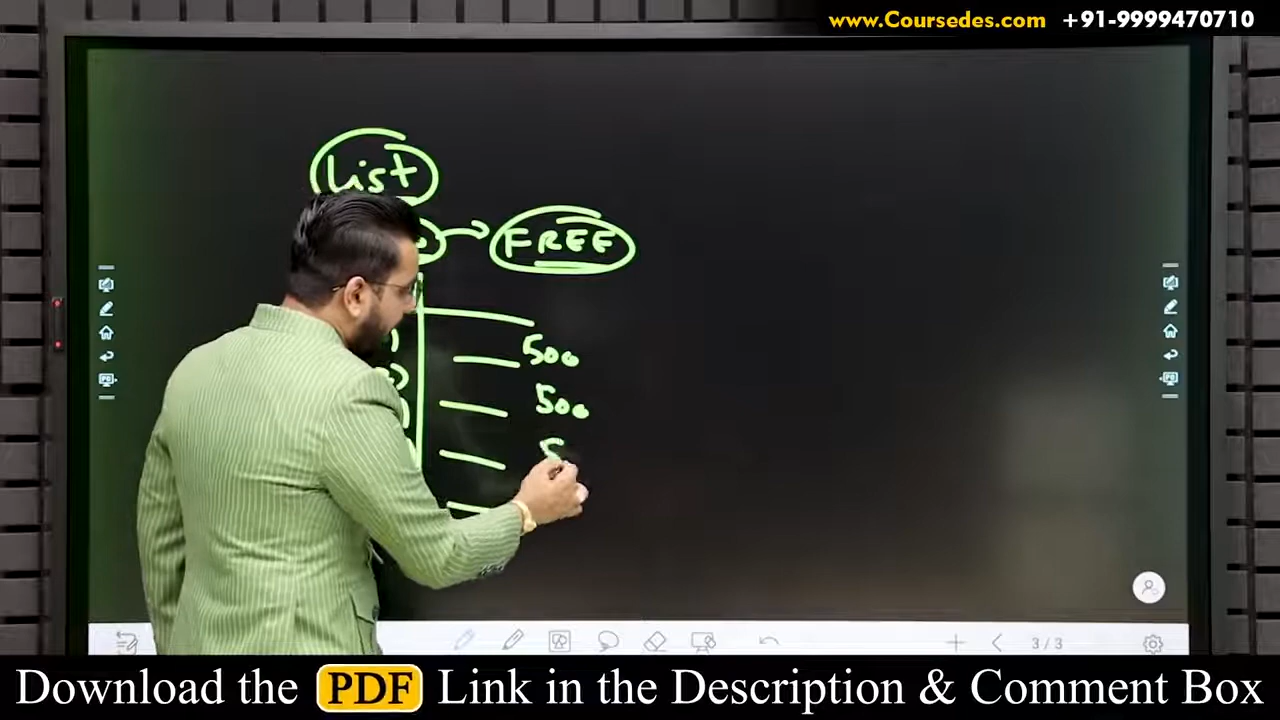 www.Coursedes.com +91-9999470710
List
FREE
500
500
5
3/3
Download the PDF Link in the Description & Comment Box